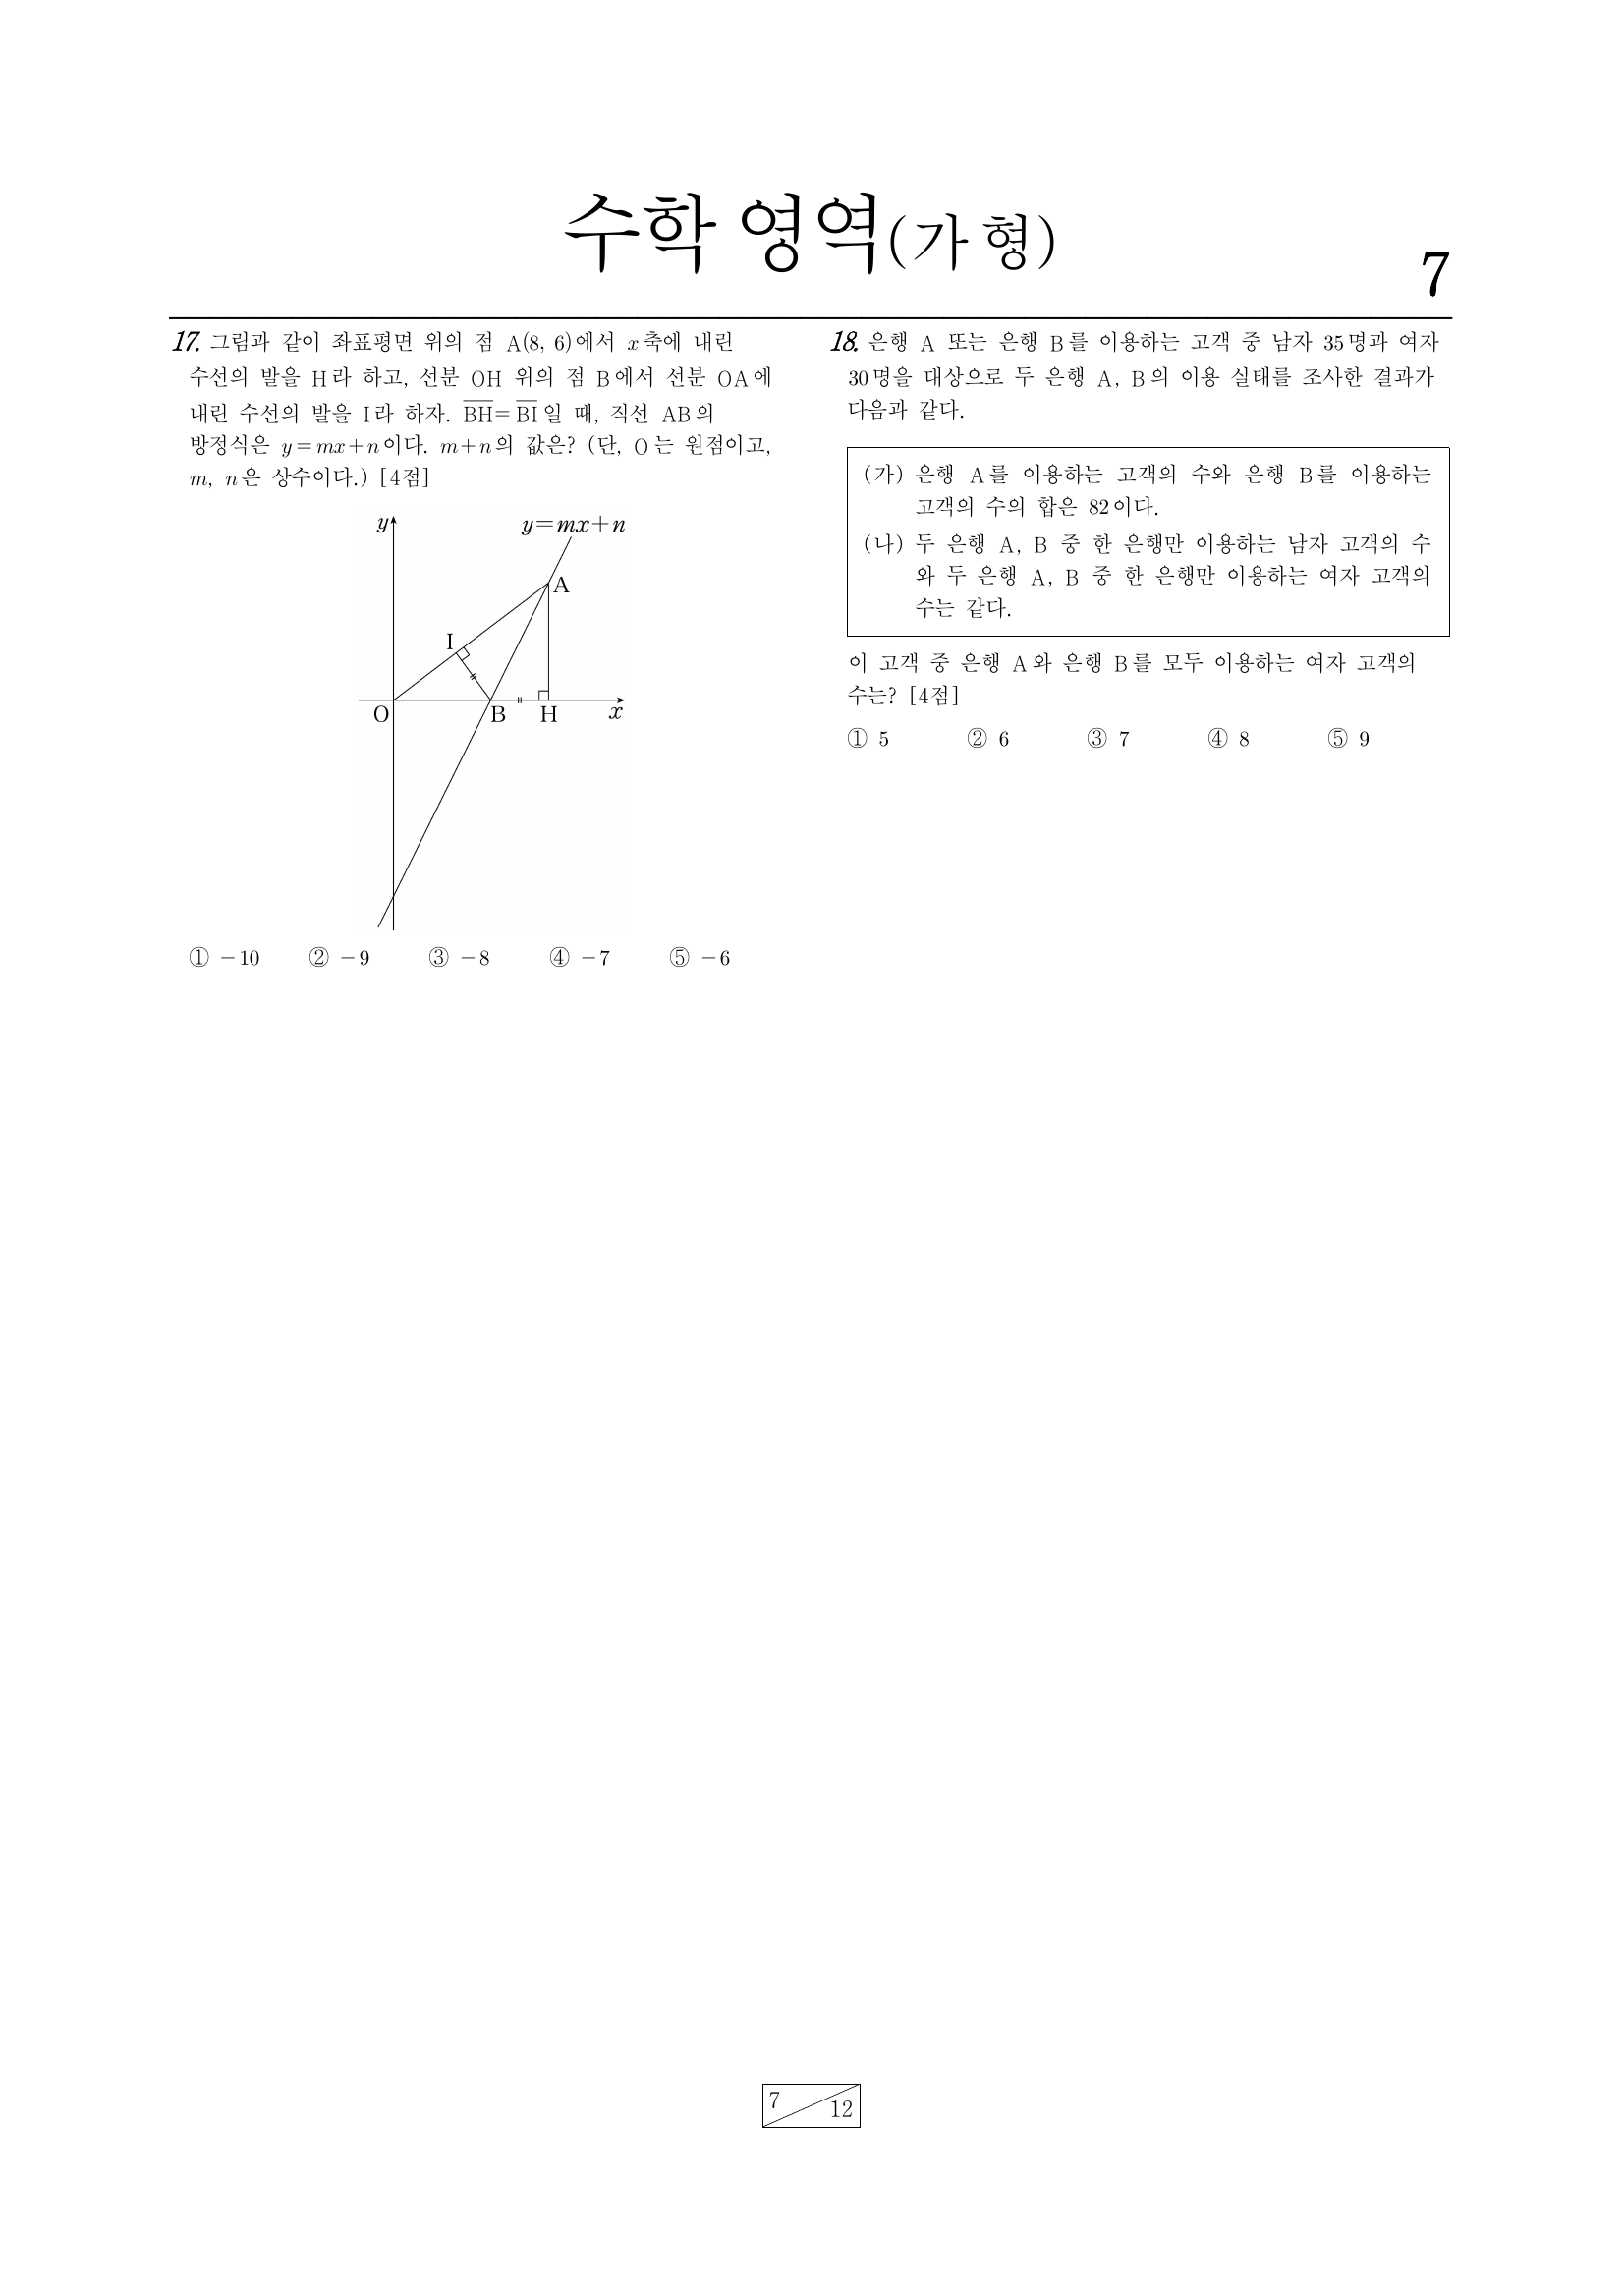 수학 영역(가 형)
7
17. 그림과 같이 좌표평면 위의 점 A(8, 6)에서 x축에 내린
수선의 발을 H라 하고, 선분 OH 위의 점 B에서 선분 OA에
내린 수선의 발을 I라 하자. \overline{BH}=\overline{BI}일 때, 직선 AB의
방정식은 y=mx+n이다. m+n의 값은? (단, O는 원점이고,
m, n은 상수이다.) [4점]
y
y=mx+n
A
I
O
B
H
x
① −10 ② −9 ③ −8 ④ −7 ⑤ −6
18. 은행 A 또는 은행 B를 이용하는 고객 중 남자 35명과 여자
30명을 대상으로 두 은행 A, B의 이용 실태를 조사한 결과가
다음과 같다.
(가) 은행 A를 이용하는 고객의 수와 은행 B를 이용하는
고객의 수의 합은 82이다.
(나) 두 은행 A, B 중 한 은행만 이용하는 남자 고객의 수
와 두 은행 A, B 중 한 은행만 이용하는 여자 고객의
수는 같다.
이 고객 중 은행 A와 은행 B를 모두 이용하는 여자 고객의
수는? [4점]
① 5 ② 6 ③ 7 ④ 8 ⑤ 9
7
12